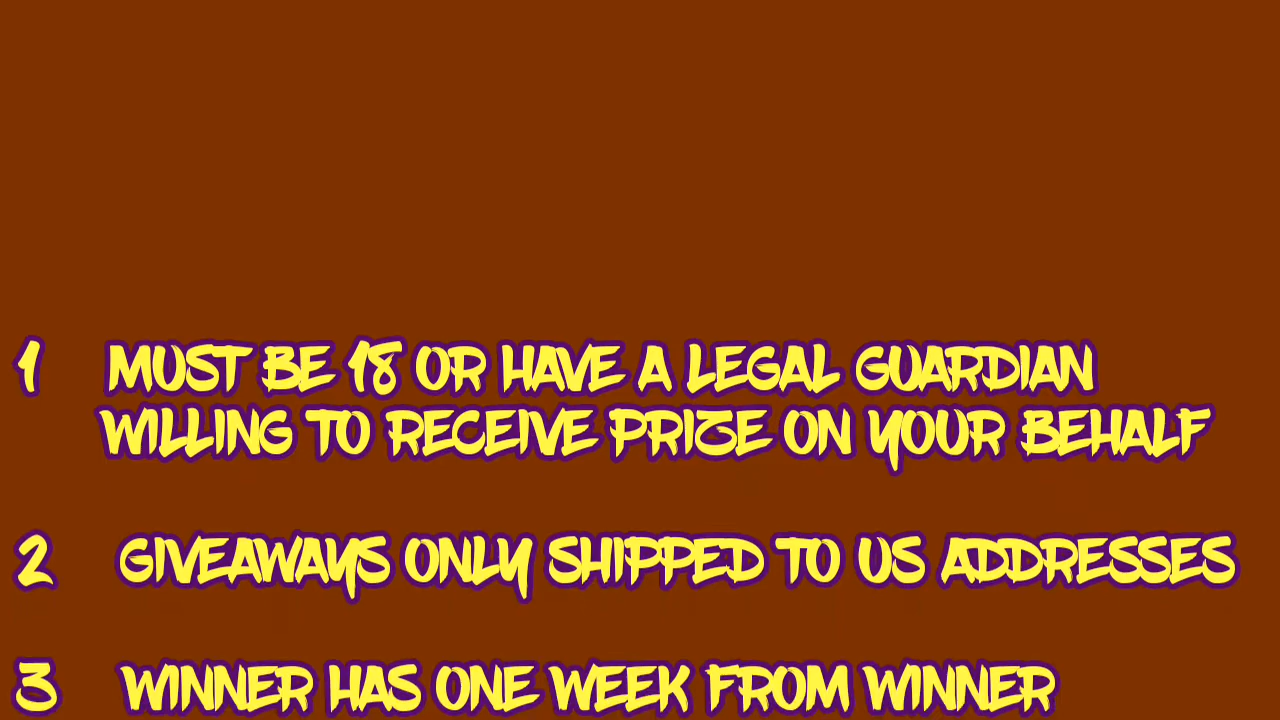 1 MUST BE 18 OR HAVE A LEGAL GUARDIAN
WILLING TO RECEIVE PRIZE ON YOUR BEHALF
2 GIVEAWAYS ONLY SHIPPED TO US ADDRESSES
3 WINNER HAS ONE WEEK FROM WINNER